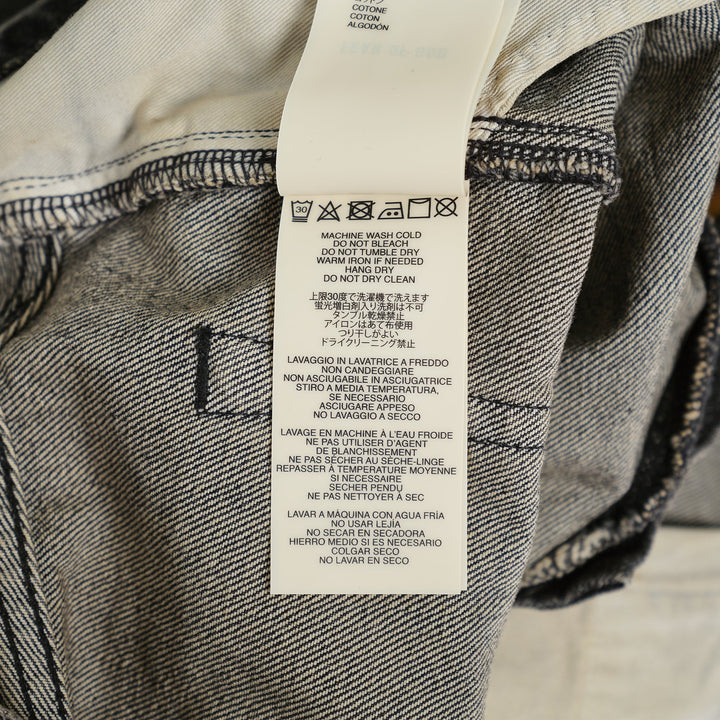 COTONE
COTON
ALGODÓN
30
MACHINE WASH COLD
DO NOT BLEACH
DO NOT TUMBLE DRY
WARM IRON IF NEEDED
HANG DRY
DO NOT DRY CLEAN
上限30度で洗濯機で洗えます
蛍光増白剤入り洗剤は不可
タンブル乾燥禁止
アイロンはあて布使用
つり干しがよい
ドライクリーニング禁止
LAVAGGIO IN LAVATRICE A FREDDO
NON CANDEGGIARE
NON ASCIUGABILE IN ASCIUGATRICE
STIRO A MEDIA TEMPERATURA,
SE NECESSARIO
ASCIUGARE APPESO
NO LAVAGGIO A SECCO
LAVAGE EN MACHINE À L'EAU FROIDE
NE PAS UTILISER D'AGENT
DE BLANCHISSEMENT
NE PAS SÉCHER AU SÈCHE-LINGE
REPASSER À TEMPÉRATURE MOYENNE
SI NECESSAIRE
SECHER PENDU
NE PAS NETTOYER À SEC
LAVAR A MÁQUINA CON AGUA FRÍA
NO USAR LEJÍA
NO SECAR EN SECADORA
HIERRO MEDIO SI ES NECESARIO
COLGAR SECO
NO LAVAR EN SECO